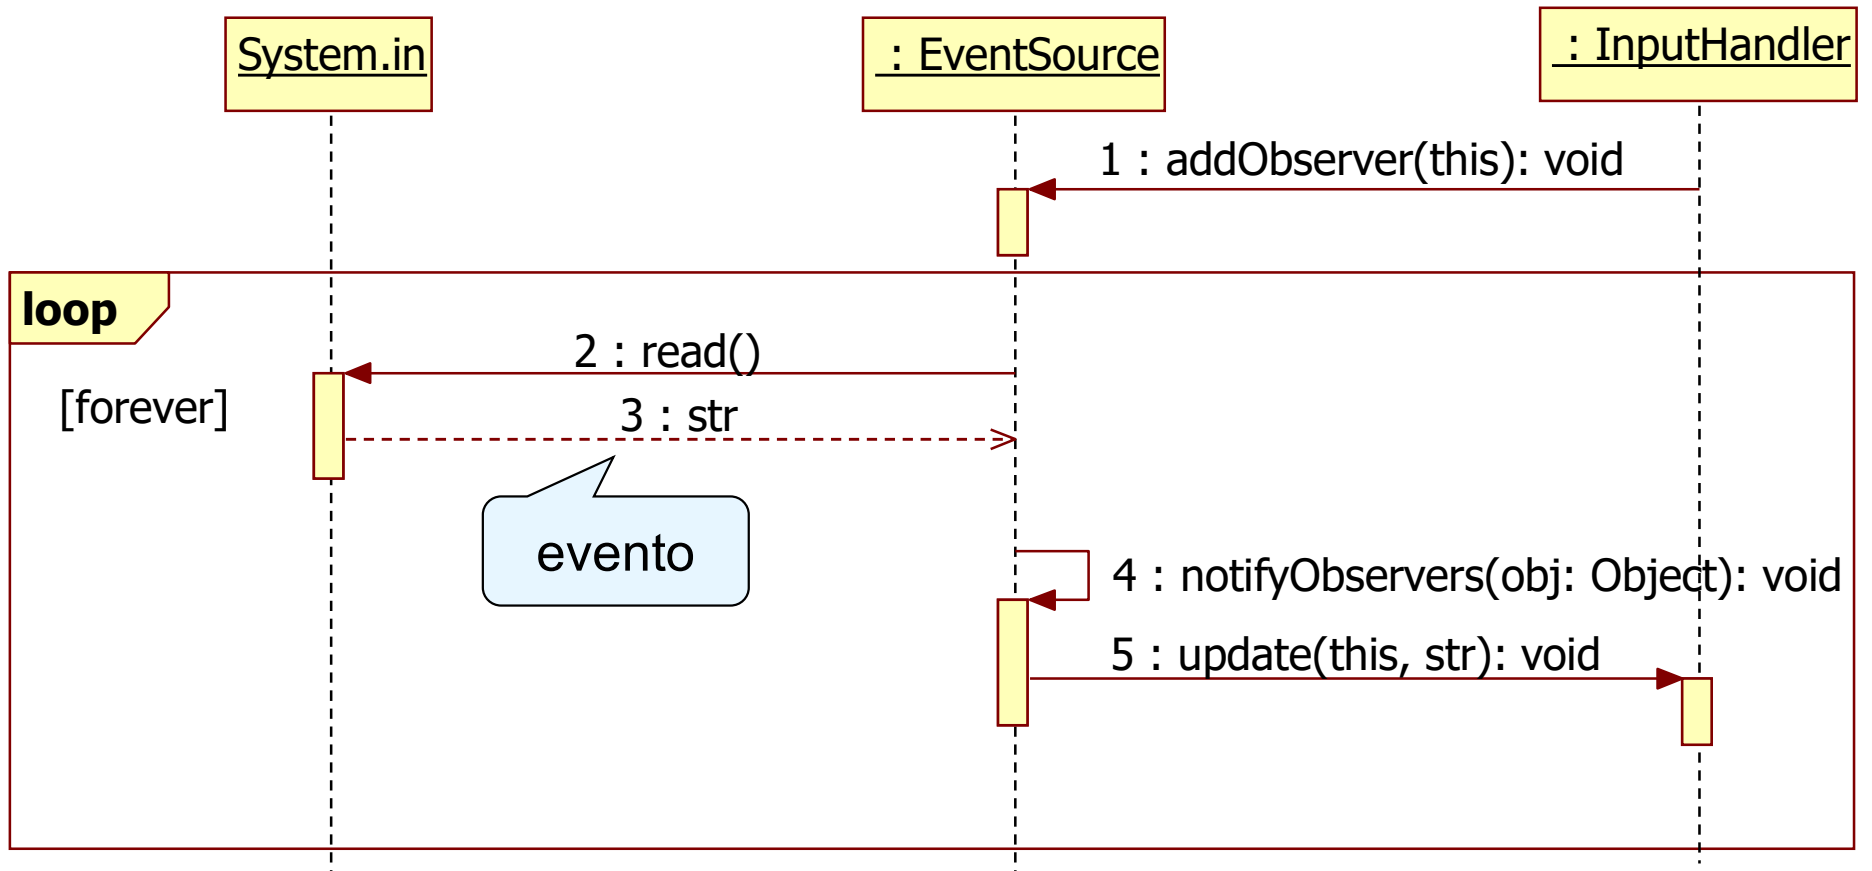 System.in
: EventSource
: InputHandler
1 : addObserver(this): void
loop
2 : read()
[forever]
3 : str
evento
4 : notifyObservers(obj: Object): void
5 : update(this, str): void